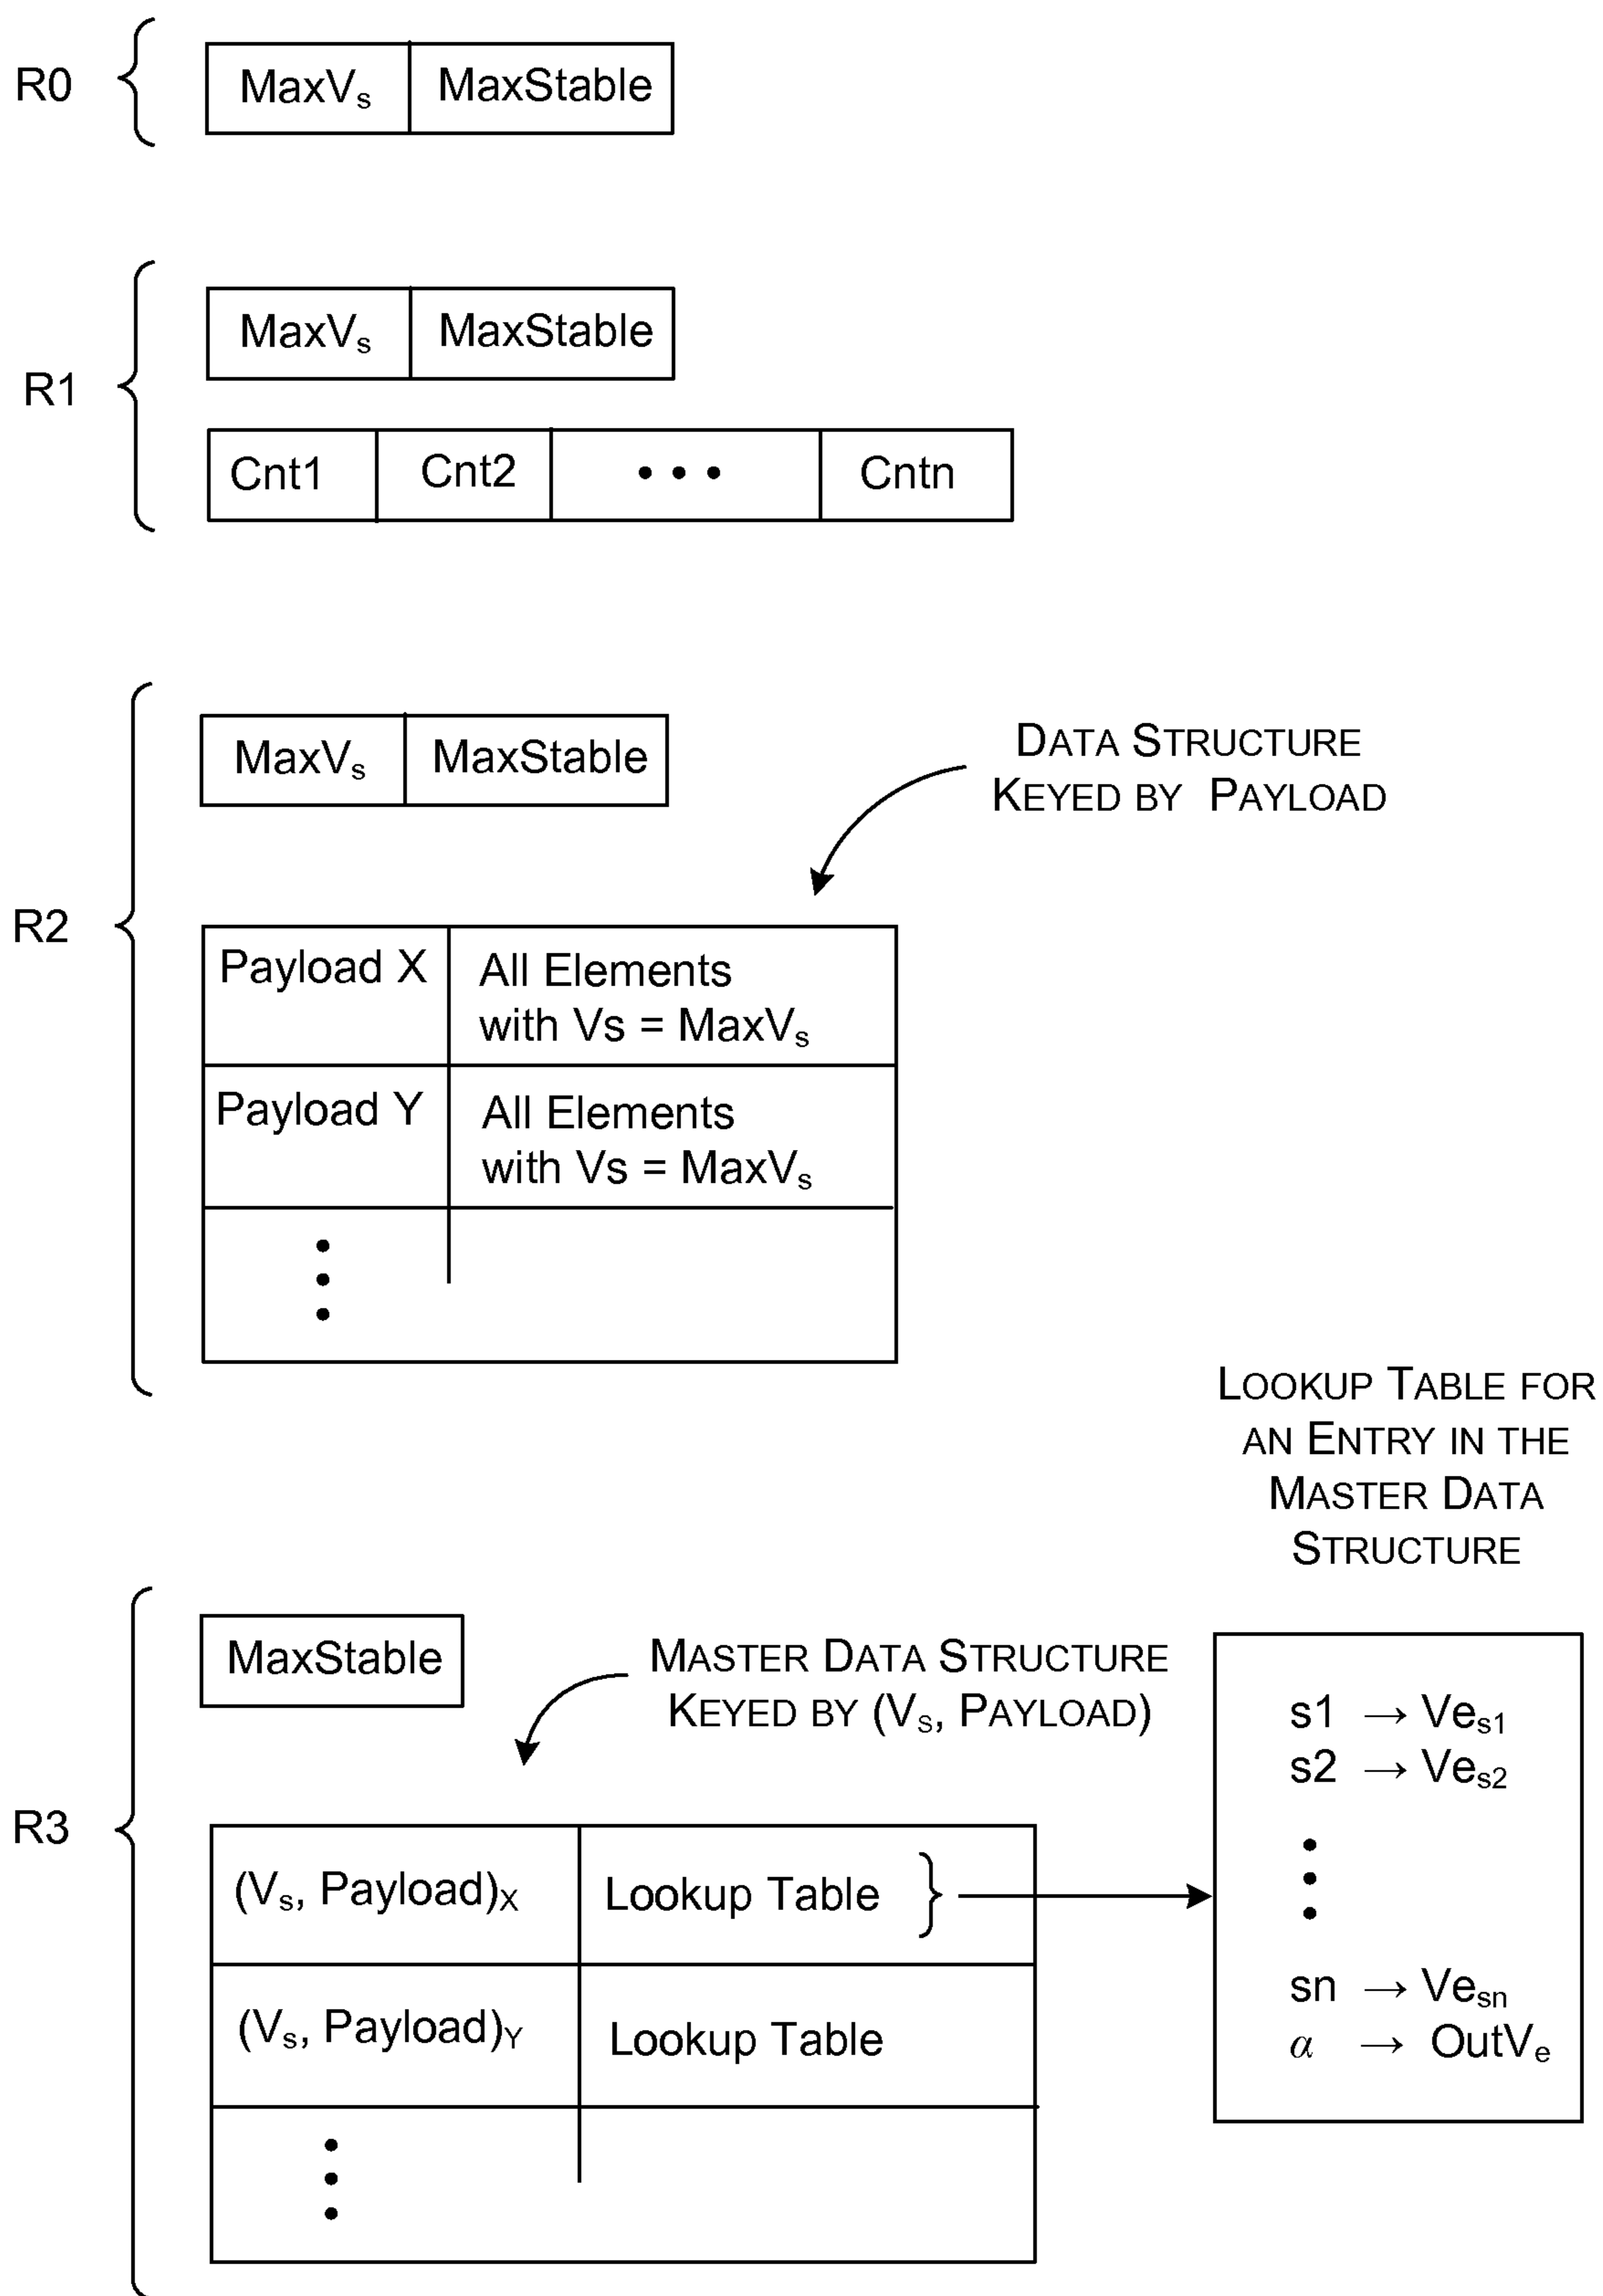 R0
MaxVs MaxStable
R1
MaxVs MaxStable
Cnt1 Cnt2 • • • Cntn
R2
MaxVs MaxStable
DATA STRUCTURE
KEYED BY PAYLOAD
Payload X
All Elements
with Vs = MaxVs
Payload Y
All Elements
with Vs = MaxVs
LOOKUP TABLE FOR
AN ENTRY IN THE
MASTER DATA
STRUCTURE
R3
MaxStable
MASTER DATA STRUCTURE
KEYED BY (VS, PAYLOAD)
(Vs, Payload)X Lookup Table
(Vs, Payload)Y Lookup Table
s1 → Ves1
s2 → Ves2
sn → Vesn
α → OutVe